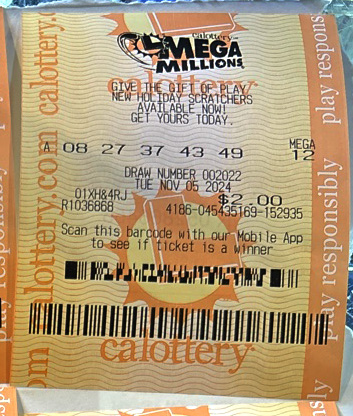 calottery
MEGA
MILLIONS
GIVE THE GIFT OF PLAY
NEW HOLIDAY SCRATCHERS
AVAILABLE NOW!
GET YOURS TODAY.
A 08 27 37 43 49 MEGA 12
DRAW NUMBER 002022
TUE NOV 05 2024
01XH&4RJ $2.00
R1036868 4186-045435169-152935
Scan this barcode with our Mobile App
to see if ticket is a winner
calottery
calottery.com
play responsibly